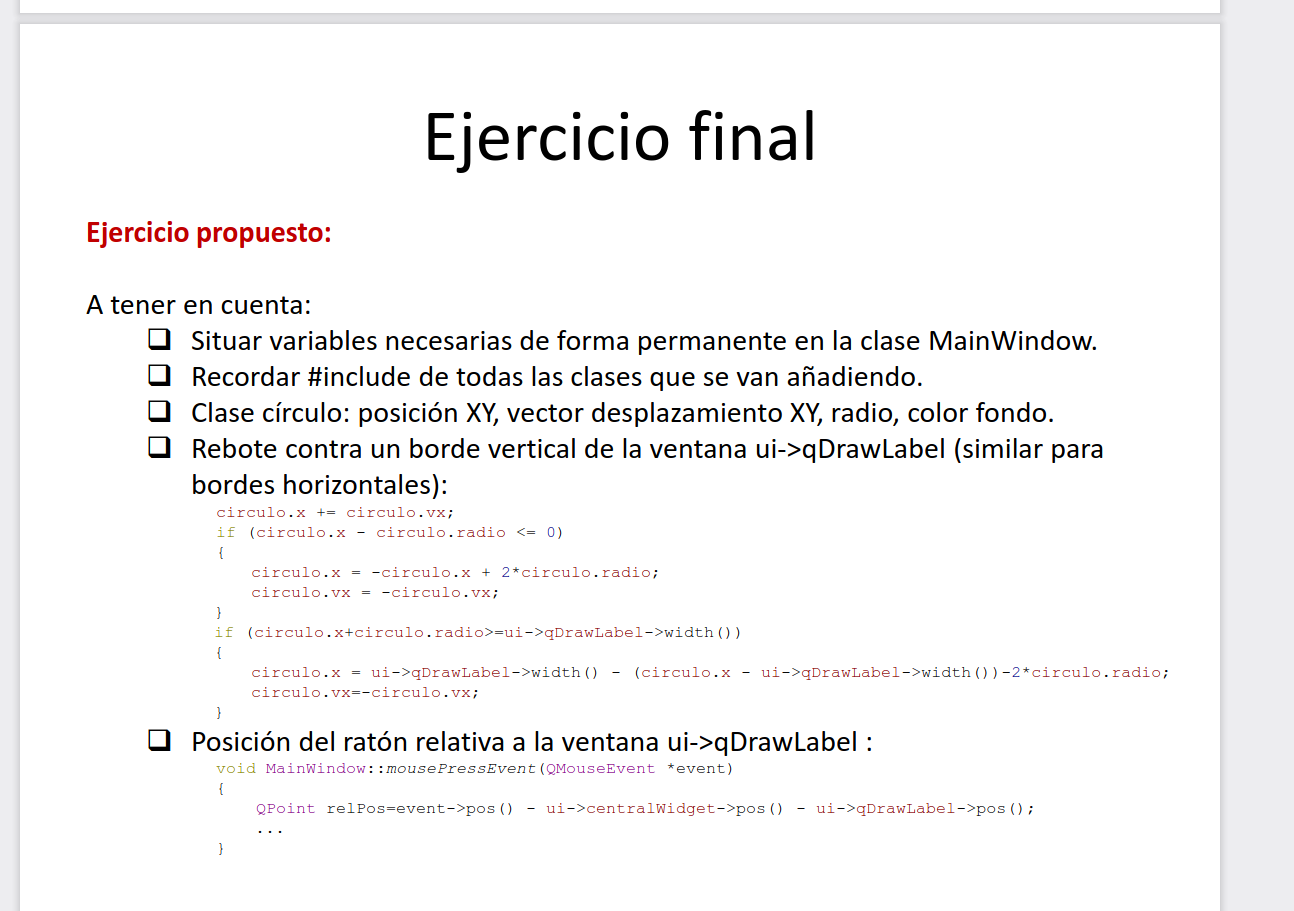 Ejercicio final
Ejercicio propuesto:
A tener en cuenta:
❑ Situar variables necesarias de forma permanente en la clase MainWindow.
❑ Recordar #include de todas las clases que se van añadiendo.
❑ Clase círculo: posición XY, vector desplazamiento XY, radio, color fondo.
❑ Rebote contra un borde vertical de la ventana ui->qDrawLabel (similar para
bordes horizontales):
circulo.x += circulo.vx;
if (circulo.x - circulo.radio <= 0)
{
circulo.x = -circulo.x + 2*circulo.radio;
circulo.vx = -circulo.vx;
}
if (circulo.x+circulo.radio>=ui->qDrawLabel->width())
{
circulo.x = ui->qDrawLabel->width() - (circulo.x - ui->qDrawLabel->width())-2*circulo.radio;
circulo.vx=-circulo.vx;
}
❑ Posición del ratón relativa a la ventana ui->qDrawLabel :
void MainWindow::mousePressEvent(QMouseEvent *event)
{
QPoint relPos=event->pos() - ui->centralWidget->pos() - ui->qDrawLabel->pos();
...
}